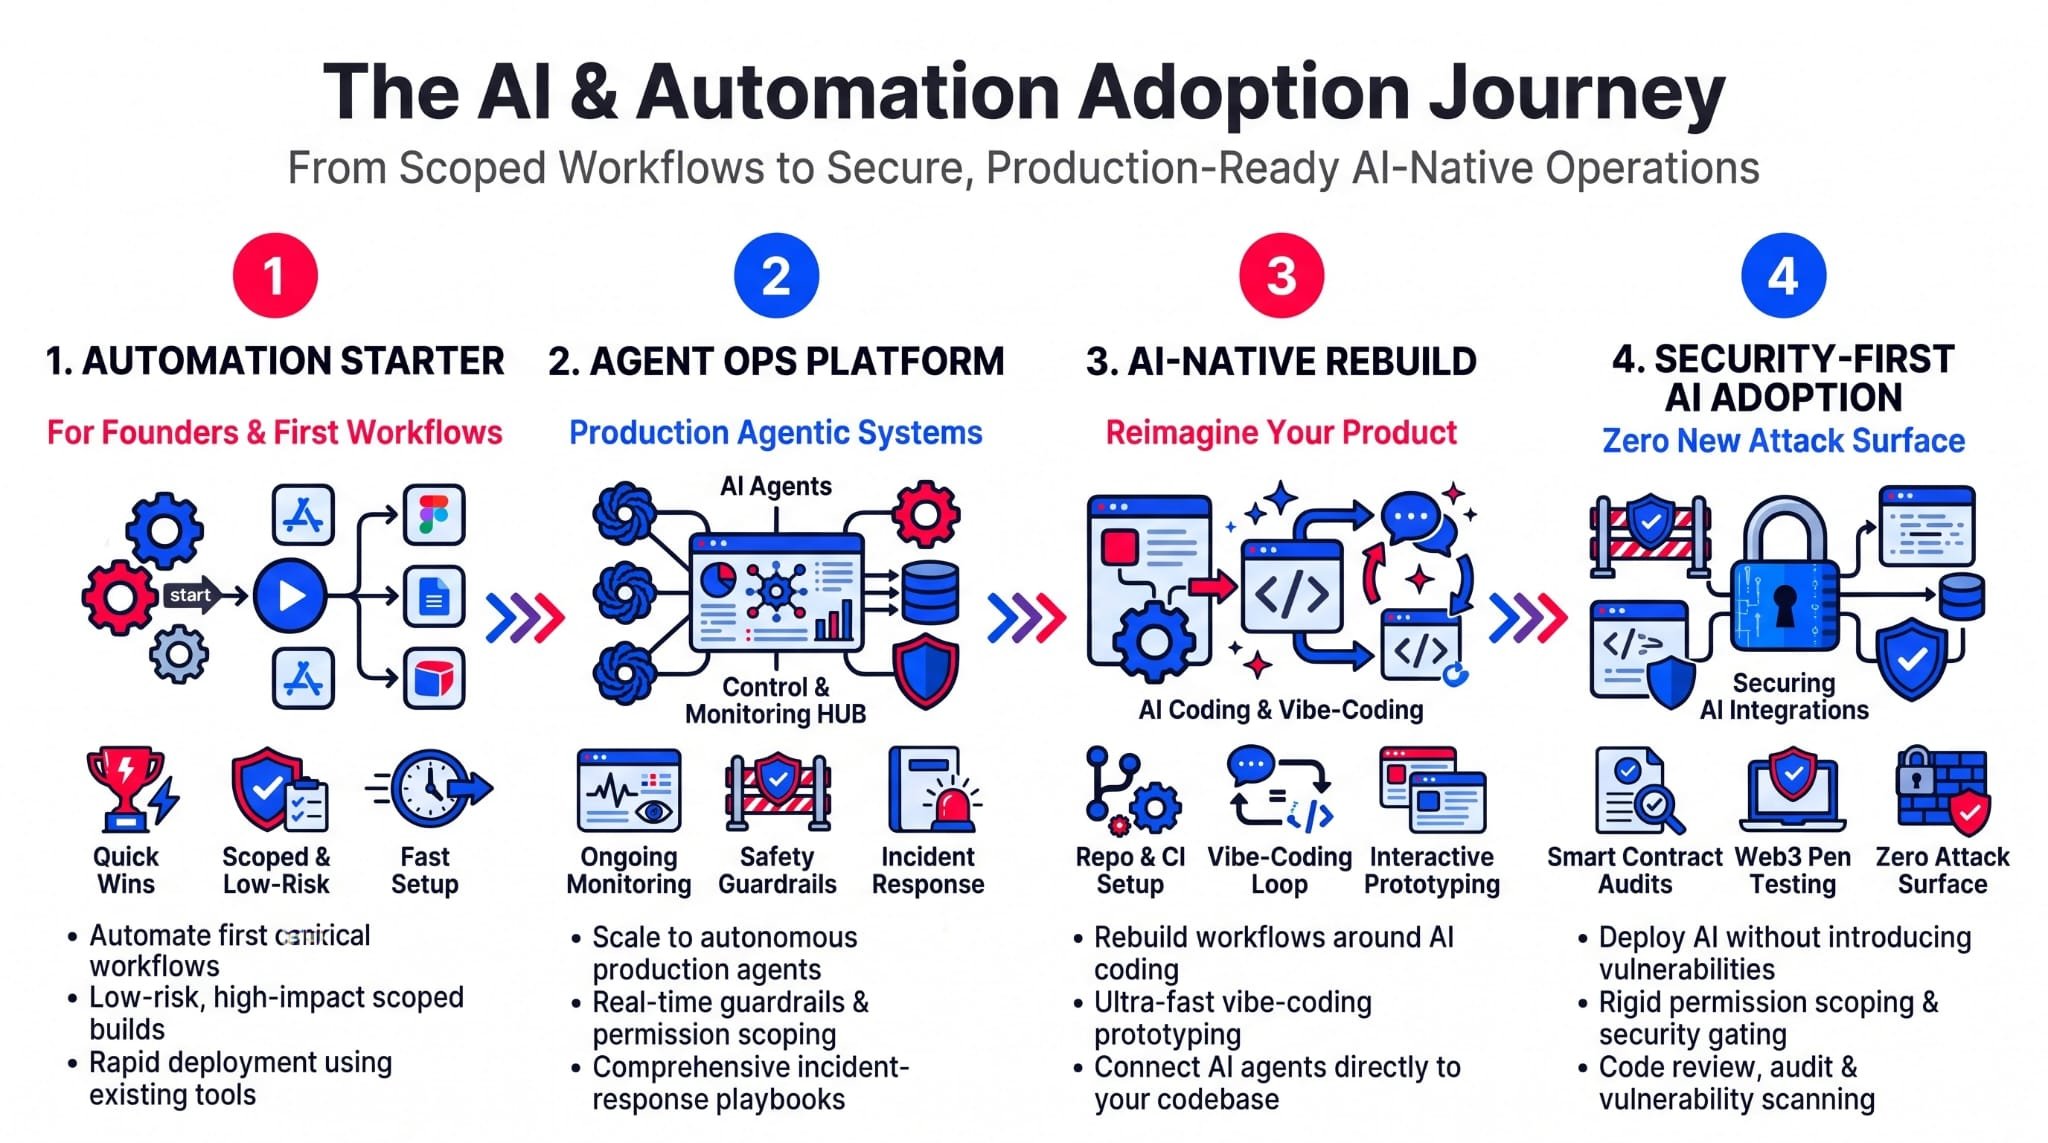 The AI & Automation Adoption Journey
From Scoped Workflows to Secure, Production-Ready AI-Native Operations
1
1. AUTOMATION STARTER
For Founders & First Workflows
start
Quick
Wins
Scoped &
Low-Risk
Fast
Setup
• Automate first
workflows
• Low-risk, high-impact scoped
builds
• Rapid deployment using
existing tools
2
2. AGENT OPS PLATFORM
Production Agentic Systems
AI Agents
Control &
Monitoring HUB
Ongoing
Monitoring
Safety
Guardrails
Incident
Response
• Scale to autonomous
production agents
• Real-time guardrails &
permission scoping
• Comprehensive incident-
response playbooks
3
3. AI-NATIVE REBUILD
Reimagine Your Product
</>
</>
AI Coding & Vibe-Coding
Repo & CI
Setup
=
</>
Vibe-Coding
Loop
Interactive
Prototyping
• Rebuild workflows around AI
coding
• Ultra-fast vibe-coding
prototyping
• Connect AI agents directly to
your codebase
4
4. SECURITY-FIRST
AI ADOPTION
Zero New Attack Surface
Securing
AI Integrations
Smart Contract
Audits
Web3 Pen
Testing
Zero Attack
Surface
• Deploy AI without introducing
vulnerabilities
• Rigid permission scoping &
security gating
• Code review, audit &
vulnerability scanning